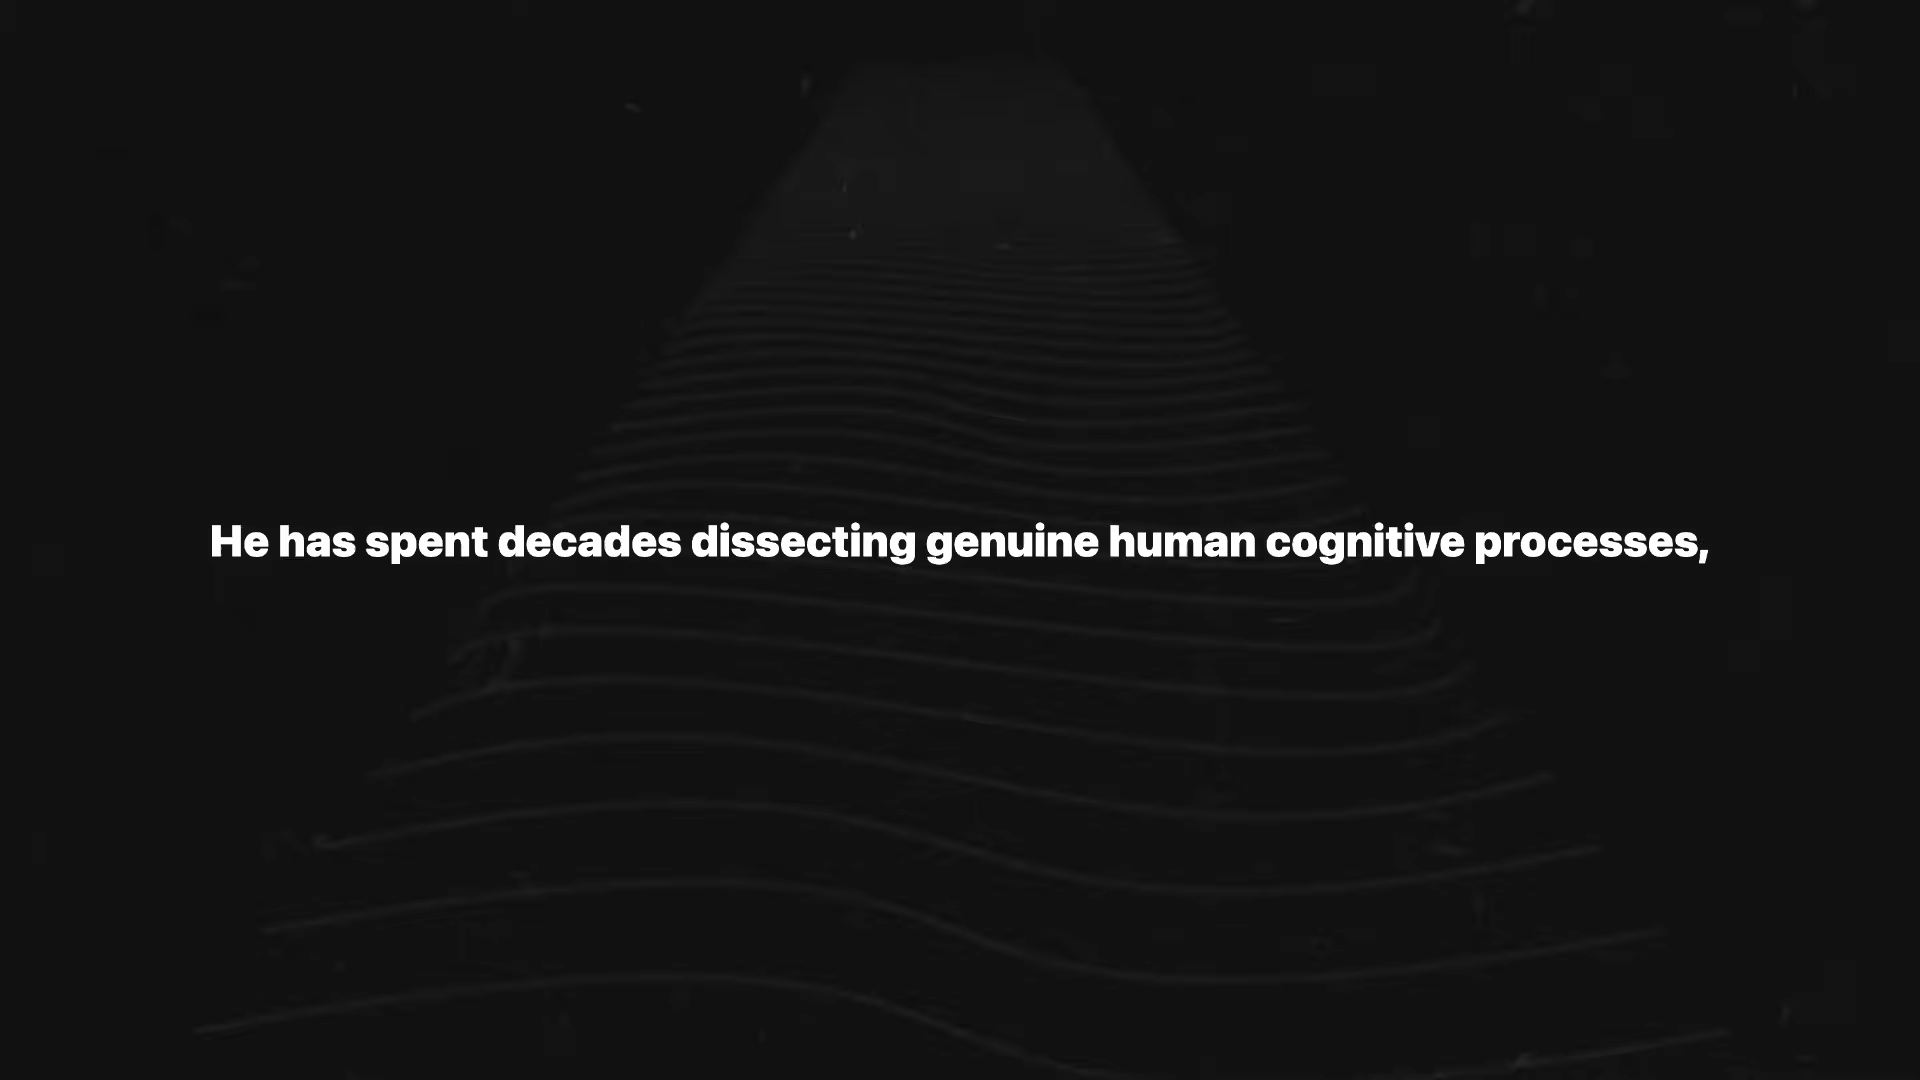 He has spent decades dissecting genuine human cognitive processes,